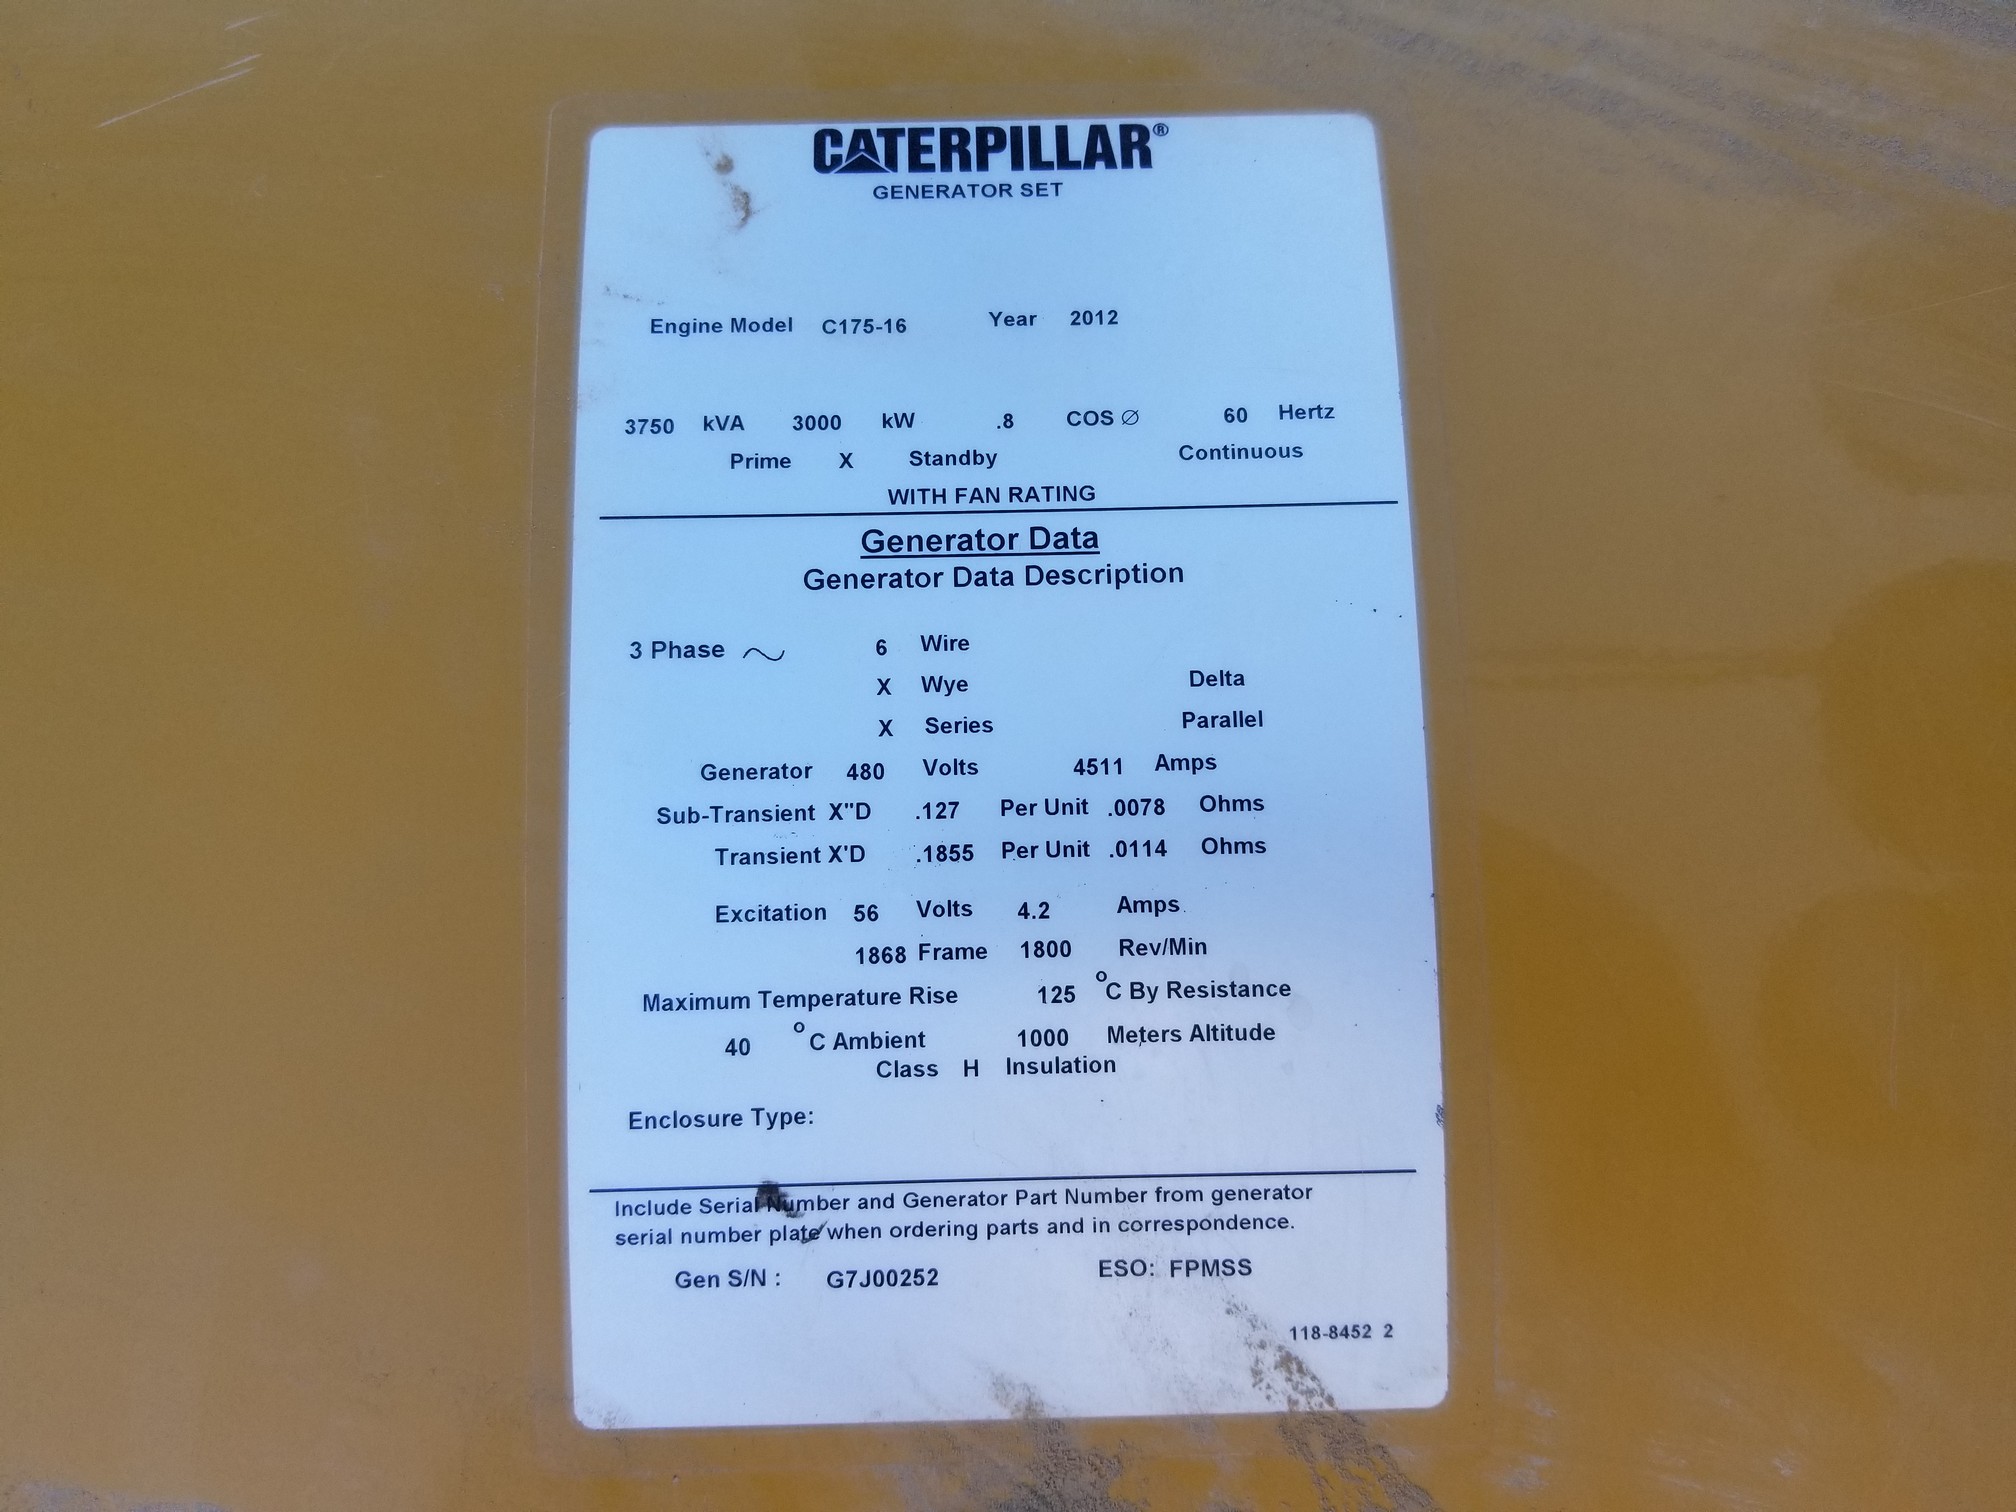 CATERPILLAR®
GENERATOR SET
Engine Model C175-16 Year 2012
3750 kVA 3000 kW .8 COS Ø 60 Hertz
Prime X Standby Continuous
WITH FAN RATING
Generator Data
Generator Data Description
3 Phase ~ 6 Wire
X Wye Delta
X Series Parallel
Generator 480 Volts 4511 Amps
Sub-Transient X"D .127 Per Unit .0078 Ohms
Transient X'D .1855 Per Unit .0114 Ohms
Excitation 56 Volts 4.2 Amps
1868 Frame 1800 Rev/Min
Maximum Temperature Rise 125 °C By Resistance
40 °C Ambient 1000 Meters Altitude
Class H Insulation
Enclosure Type:
Include Serial Number and Generator Part Number from generator
serial number plate when ordering parts and in correspondence.
Gen S/N : G7J00252 ESO: FPMSS
118-8452 2